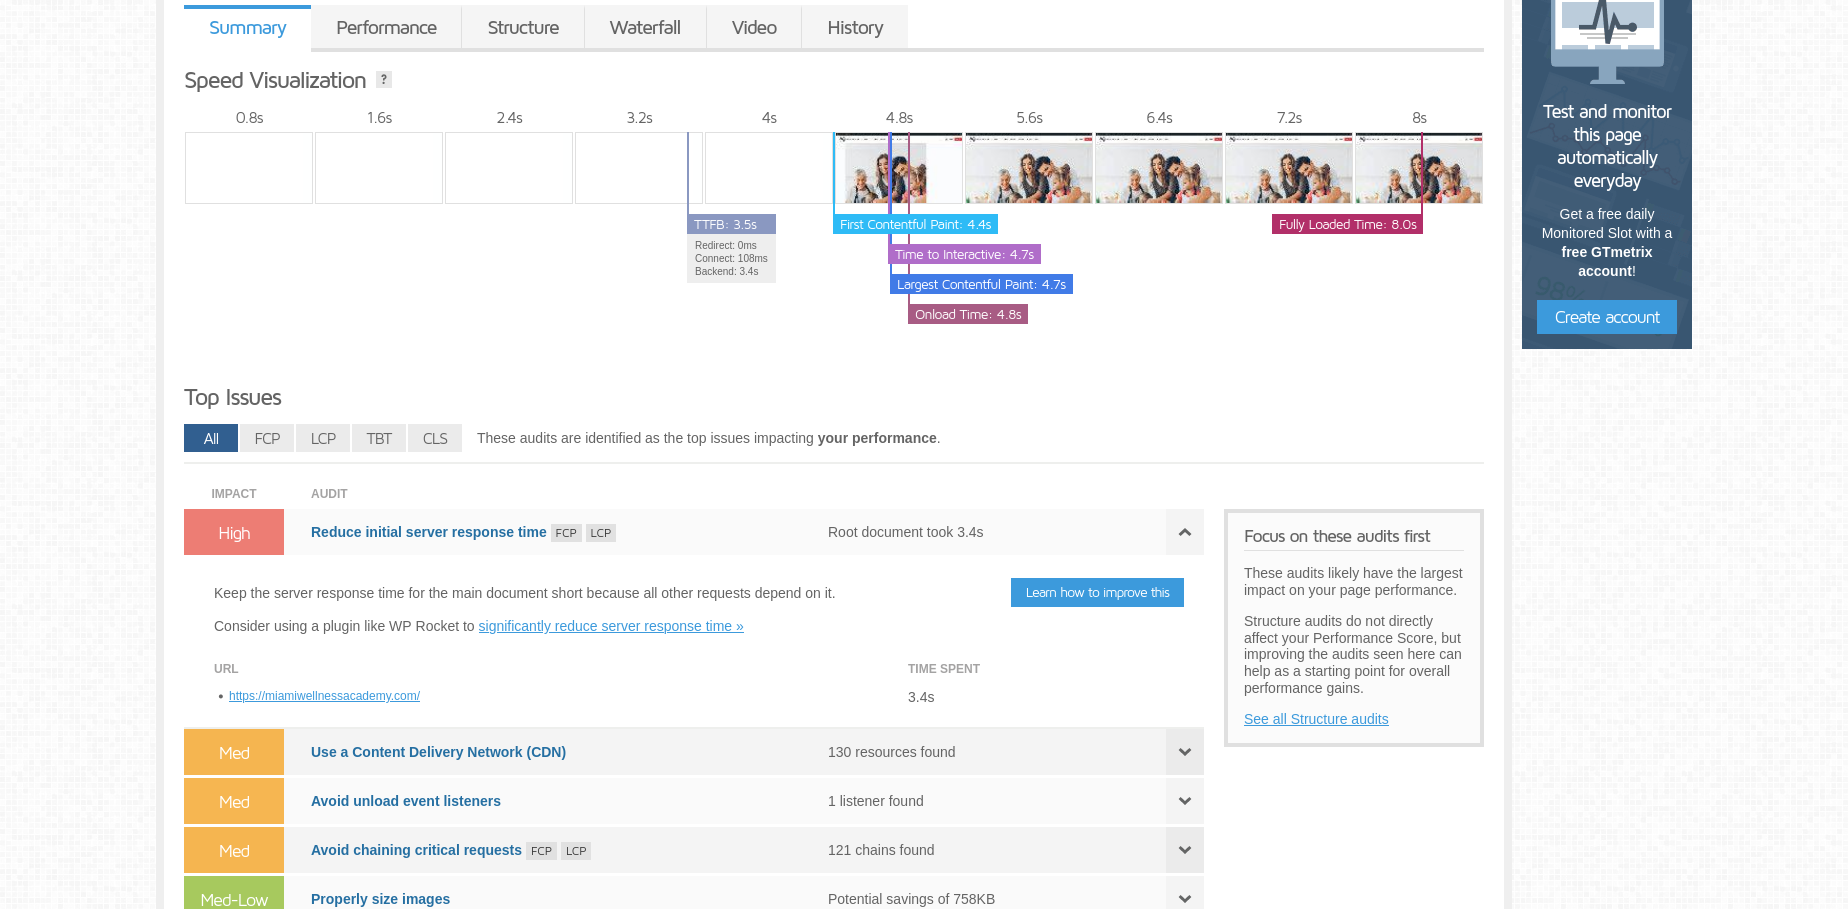 Summary Performance Structure Waterfall Video History
Speed Visualization ?
0.8s 1.6s 2.4s 3.2s 4s 4.8s 5.6s 6.4s 7.2s 8s
TTFB: 3.5s
Redirect: 0ms
Connect: 108ms
Backend: 3.4s
First Contentful Paint: 4.4s
Fully Loaded Time: 8.0s
Time to Interactive: 4.7s
Largest Contentful Paint: 4.7s
Onload Time: 4.8s
Test and monitor
this page
automatically
everyday
Get a free daily
Monitored Slot with a
free GTmetrix
account!
98%
Create account
Top Issues
All FCP LCP TBT CLS These audits are identified as the top issues impacting your performance.
IMPACT AUDIT
High Reduce initial server response time FCP LCP Root document took 3.4s
Keep the server response time for the main document short because all other requests depend on it.
Learn how to improve this
Consider using a plugin like WP Rocket to significantly reduce server response time »
URL TIME SPENT
• https://miamiwellnessacademy.com/ 3.4s
Med Use a Content Delivery Network (CDN) 130 resources found
Med Avoid unload event listeners 1 listener found
Med Avoid chaining critical requests FCP LCP 121 chains found
Med-Low Properly size images Potential savings of 758KB
Focus on these audits first
These audits likely have the largest
impact on your page performance.
Structure audits do not directly
affect your Performance Score, but
improving the audits seen here can
help as a starting point for overall
performance gains.
See all Structure audits